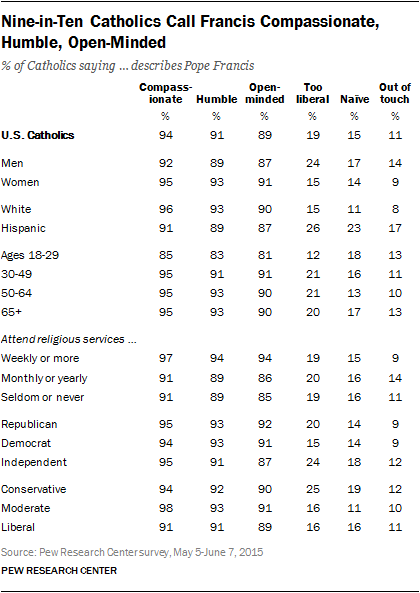 Nine-in-Ten Catholics Call Francis Compassionate,
Humble, Open-Minded
% of Catholics saying ... describes Pope Francis
Compass-ionate Humble Open-minded Too liberal Naïve Out of touch
% % % % % %
U.S. Catholics 94 91 89 19 15 11
Men 92 89 87 24 17 14
Women 95 93 91 15 14 9
White 96 93 90 15 11 8
Hispanic 91 89 87 26 23 17
Ages 18-29 85 83 81 12 18 13
30-49 95 91 91 21 16 11
50-64 95 93 90 21 13 10
65+ 95 93 90 20 17 13
Attend religious services ...
Weekly or more 97 94 94 19 15 9
Monthly or yearly 91 89 86 20 16 14
Seldom or never 91 89 85 19 16 11
Republican 95 93 92 20 14 9
Democrat 94 93 91 15 14 9
Independent 95 91 87 24 18 12
Conservative 94 92 90 25 19 12
Moderate 98 93 91 16 11 10
Liberal 91 91 89 16 16 11
Source: Pew Research Center survey, May 5-June 7, 2015
PEW RESEARCH CENTER